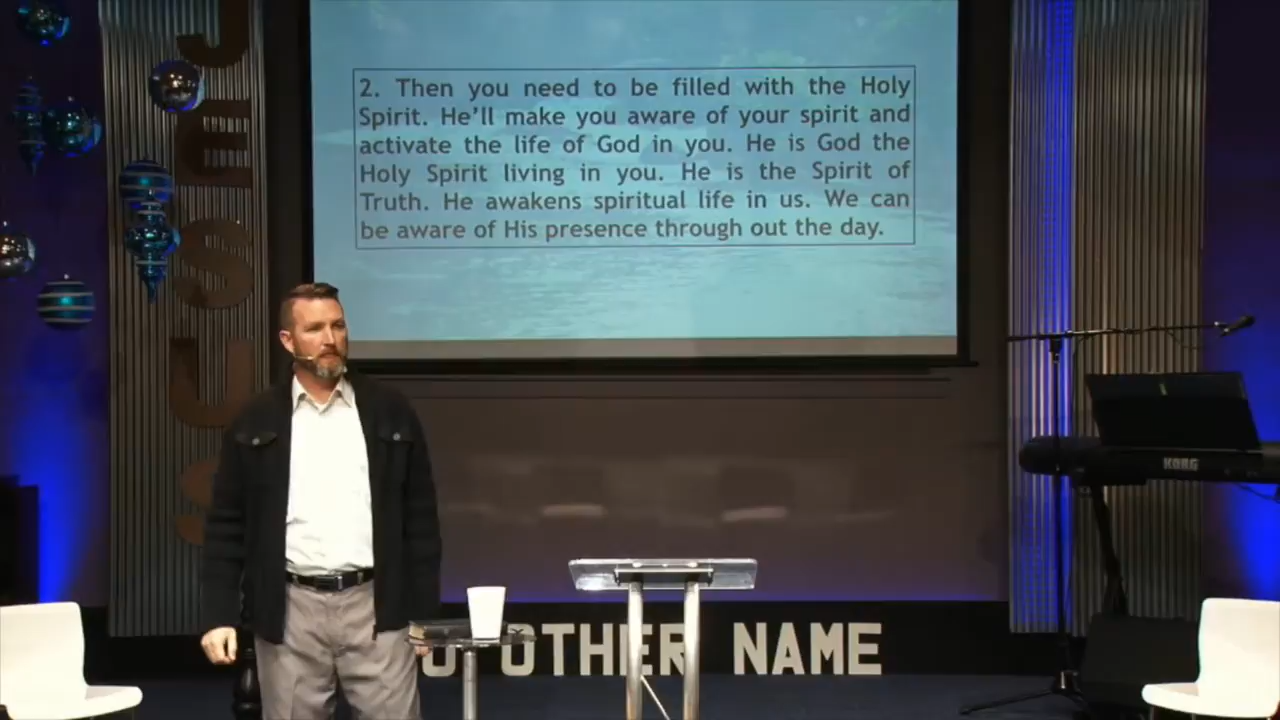 2. Then you need to be filled with the Holy
Spirit. He'll make you aware of your spirit and
activate the life of God in you. He is God the
Holy Spirit living in you. He is the Spirit of
Truth. He awakens spiritual life in us. We can
be aware of His presence through out the day.
JESUS
KORG
O OTHER NAME